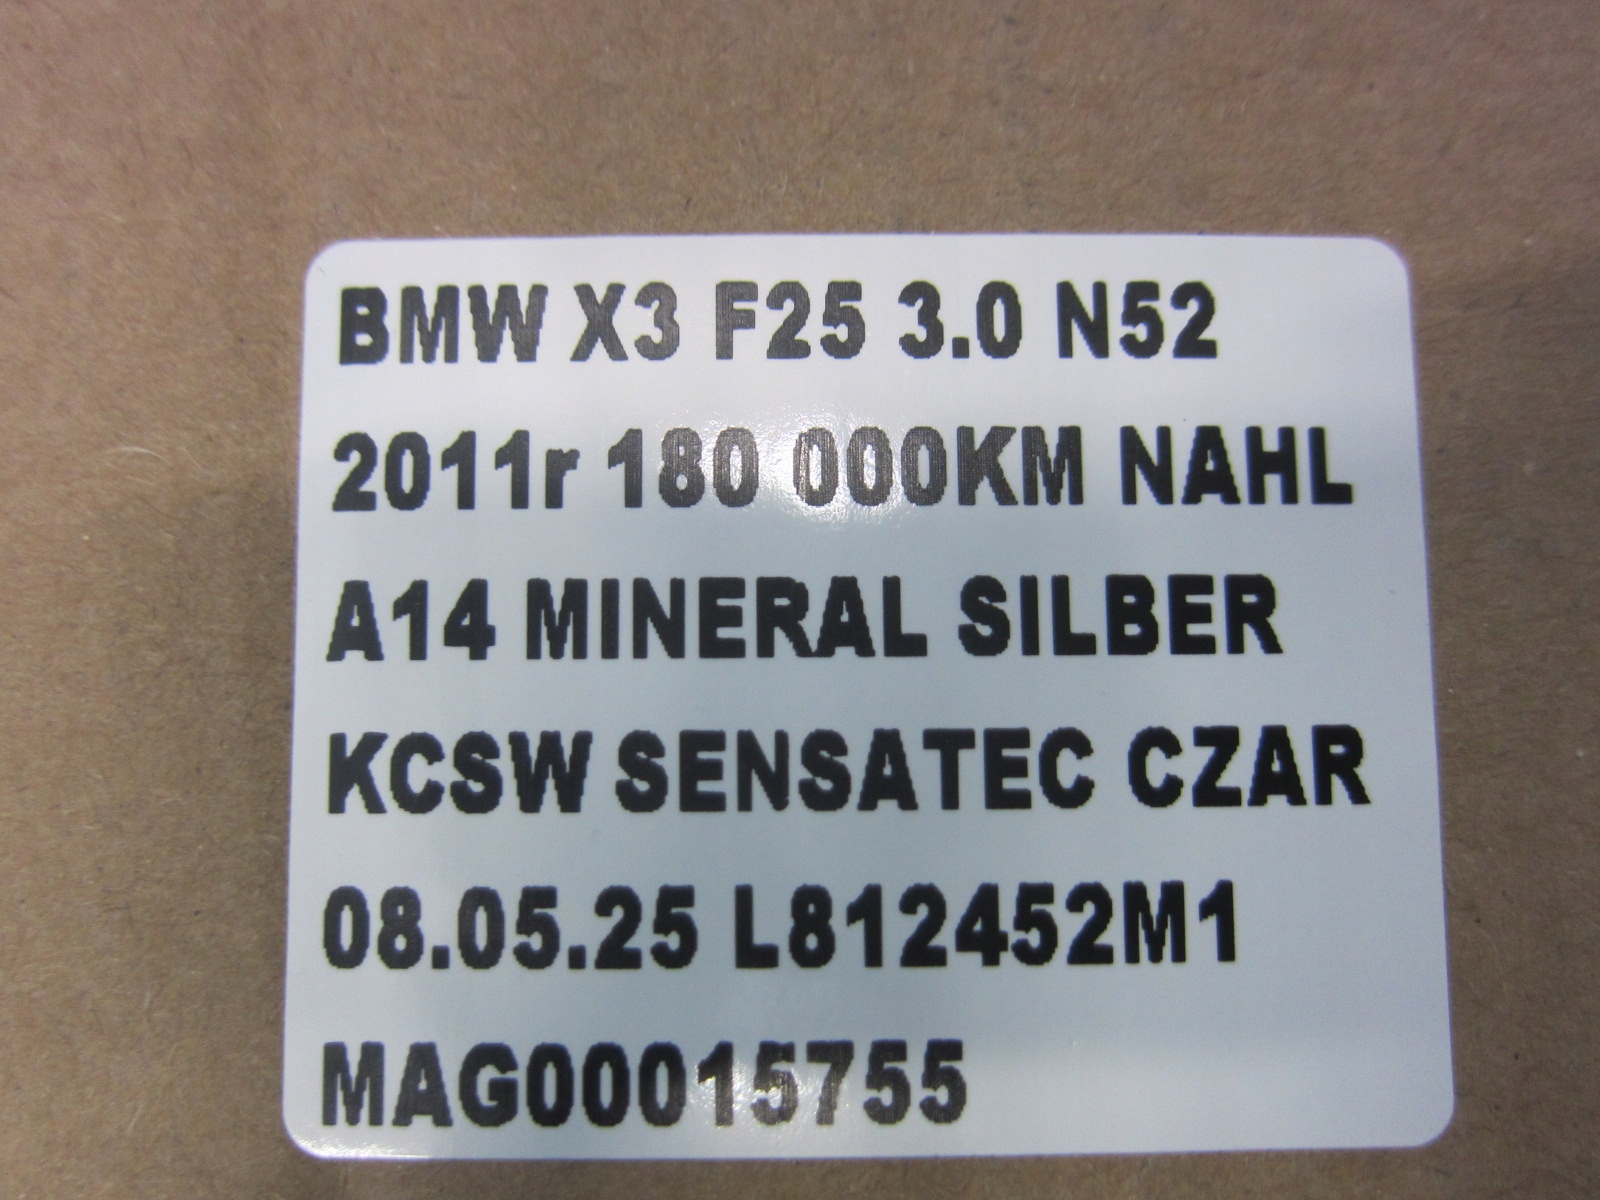 BMW X3 F25 3.0 N52
2011r 180 000KM NAHL
A14 MINERAL SILBER
KCSW SENSATEC CZAR
08.05.25 L812452M1
MAG00015755